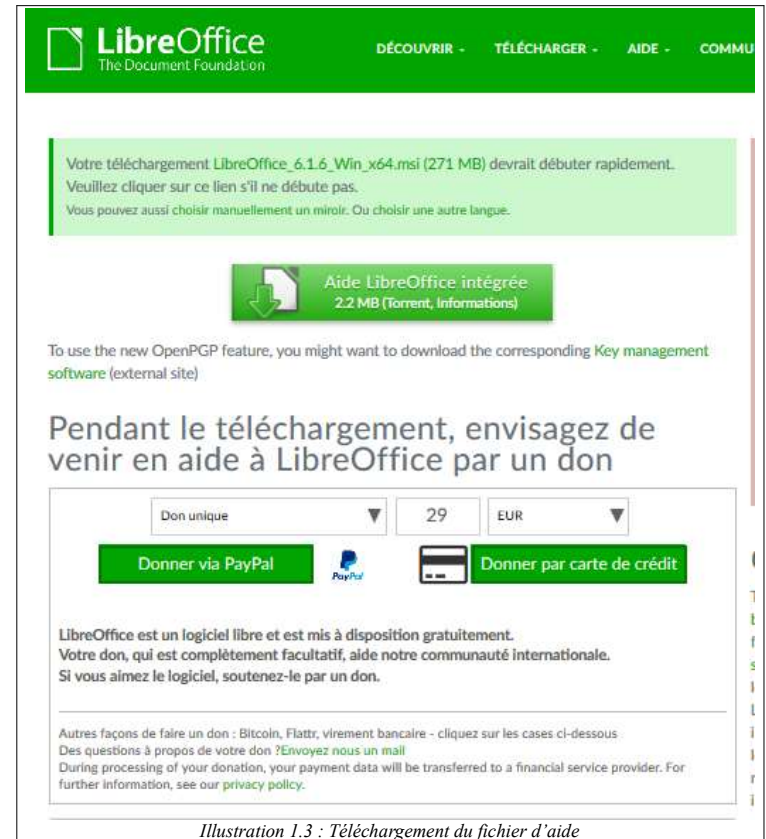 LibreOffice
The Document Foundation
DÉCOUVRIR - TÉLÉCHARGER - AIDE - COMMU
Votre téléchargement LibreOffice_6.1.6_Win_x64.msi (271 MB) devrait débuter rapidement.
Veuillez cliquer sur ce lien s'il ne débute pas.
Vous pouvez aussi choisir manuellement un miroir. Ou choisir une autre langue.
Aide LibreOffice intégrée
2.2 MB (Torrent, Informations)
To use the new OpenPGP feature, you might want to download the corresponding Key management
software (external site)
Pendant le téléchargement, envisagez de
venir en aide à LibreOffice par un don
Don unique 29 EUR
Donner via PayPal PayPal Donner par carte de crédit
LibreOffice est un logiciel libre et est mis à disposition gratuitement.
Votre don, qui est complètement facultatif, aide notre communauté internationale.
Si vous aimez le logiciel, soutenez-le par un don.
Autres façons de faire un don : Bitcoin, Flattr, virement bancaire - cliquez sur les cases ci-dessous
Des questions à propos de votre don ?Envoyez nous un mail
During processing of your donation, your payment data will be transferred to a financial service provider. For
further information, see our privacy policy.
Illustration 1.3 : Téléchargement du fichier d'aide